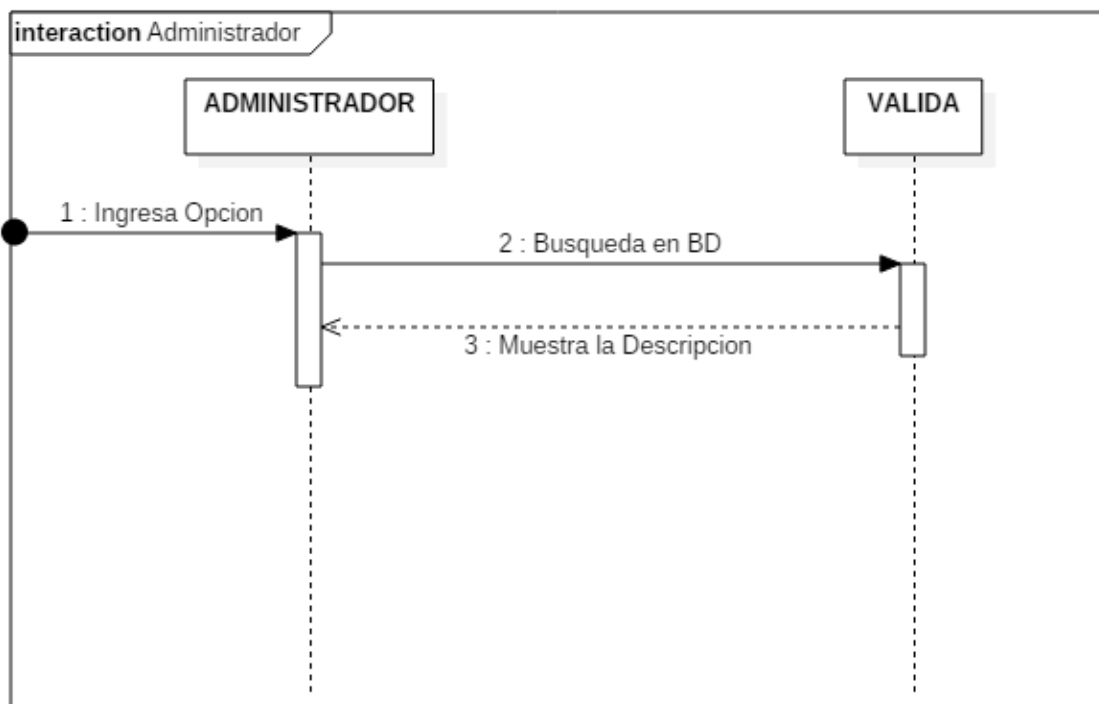 interaction Administrador
ADMINISTRADOR
VALIDA
1 : Ingresa Opcion
2 : Busqueda en BD
3 : Muestra la Descripcion